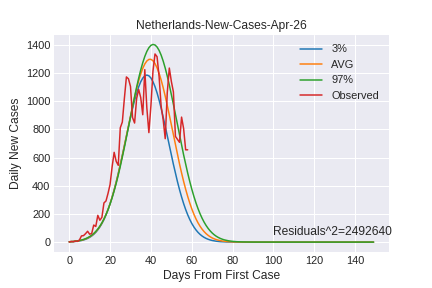 Netherlands-New-Cases-Apr-26
1400
1200
1000
800
600
400
200
0
Daily New Cases
3%
AVG
97%
Observed
Residuals^2=2492640
0 20 40 60 80 100 120 140
Days From First Case